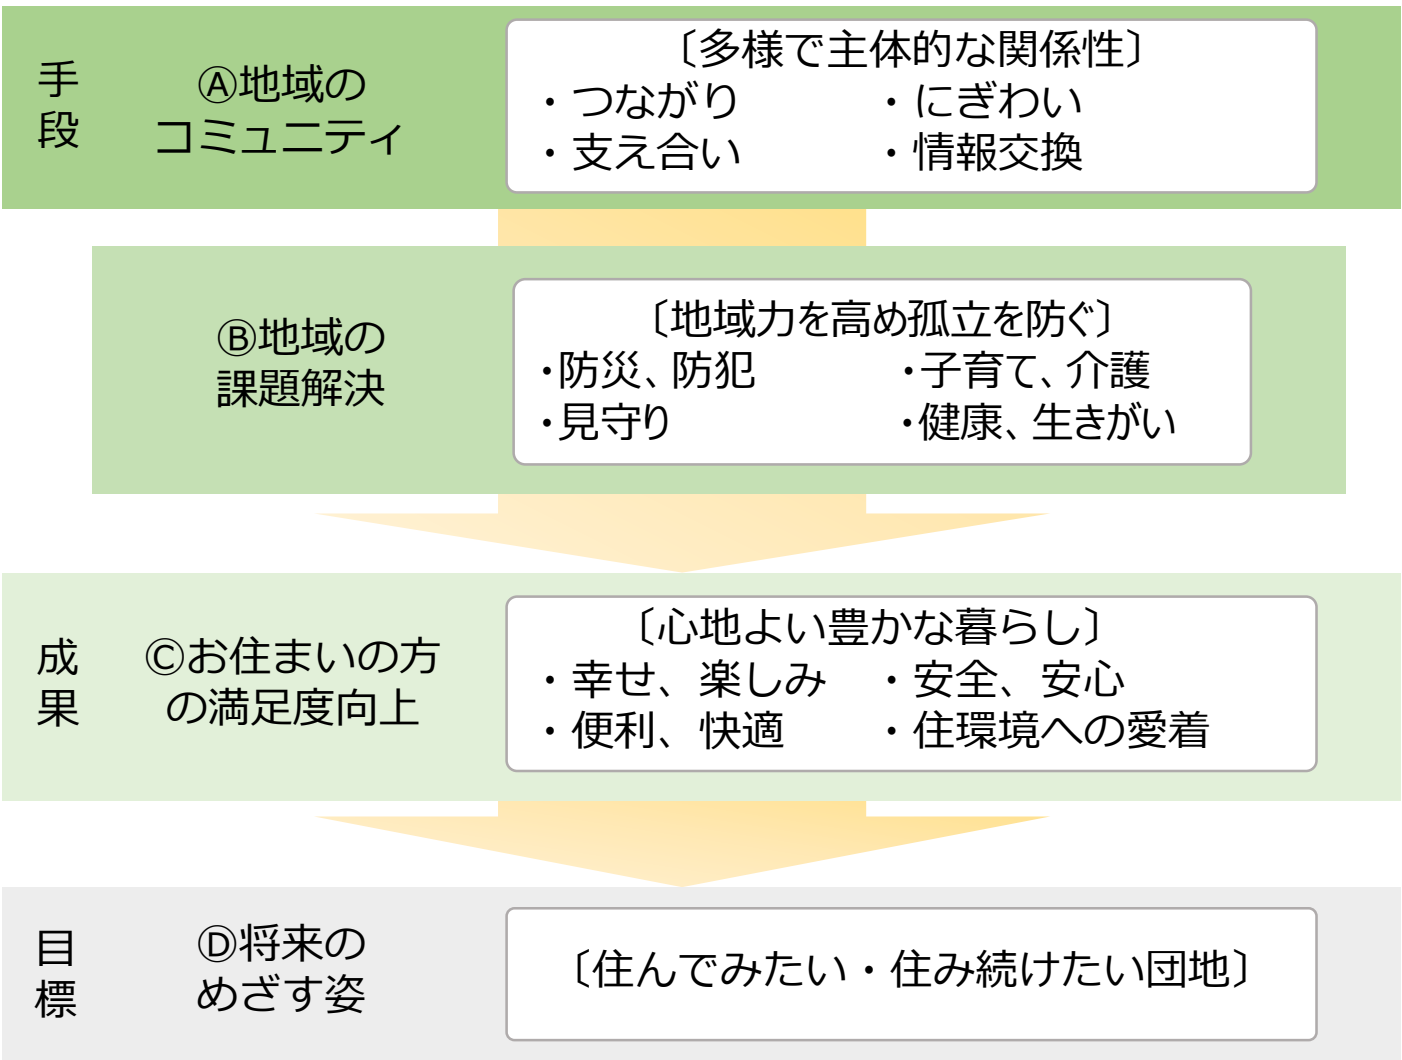 手段
Ⓐ地域の
コミュニティ
〔多様で主体的な関係性〕
・つながり ・にぎわい
・支え合い ・情報交換
Ⓑ地域の
課題解決
〔地域力を高め孤立を防ぐ〕
・防災、防犯 ・子育て、介護
・見守り ・健康、生きがい
成果
Ⓒお住まいの方
の満足度向上
〔心地よい豊かな暮らし〕
・幸せ、楽しみ ・安全、安心
・便利、快適 ・住環境への愛着
目標
Ⓓ将来の
めざす姿
〔住んでみたい・住み続けたい団地〕